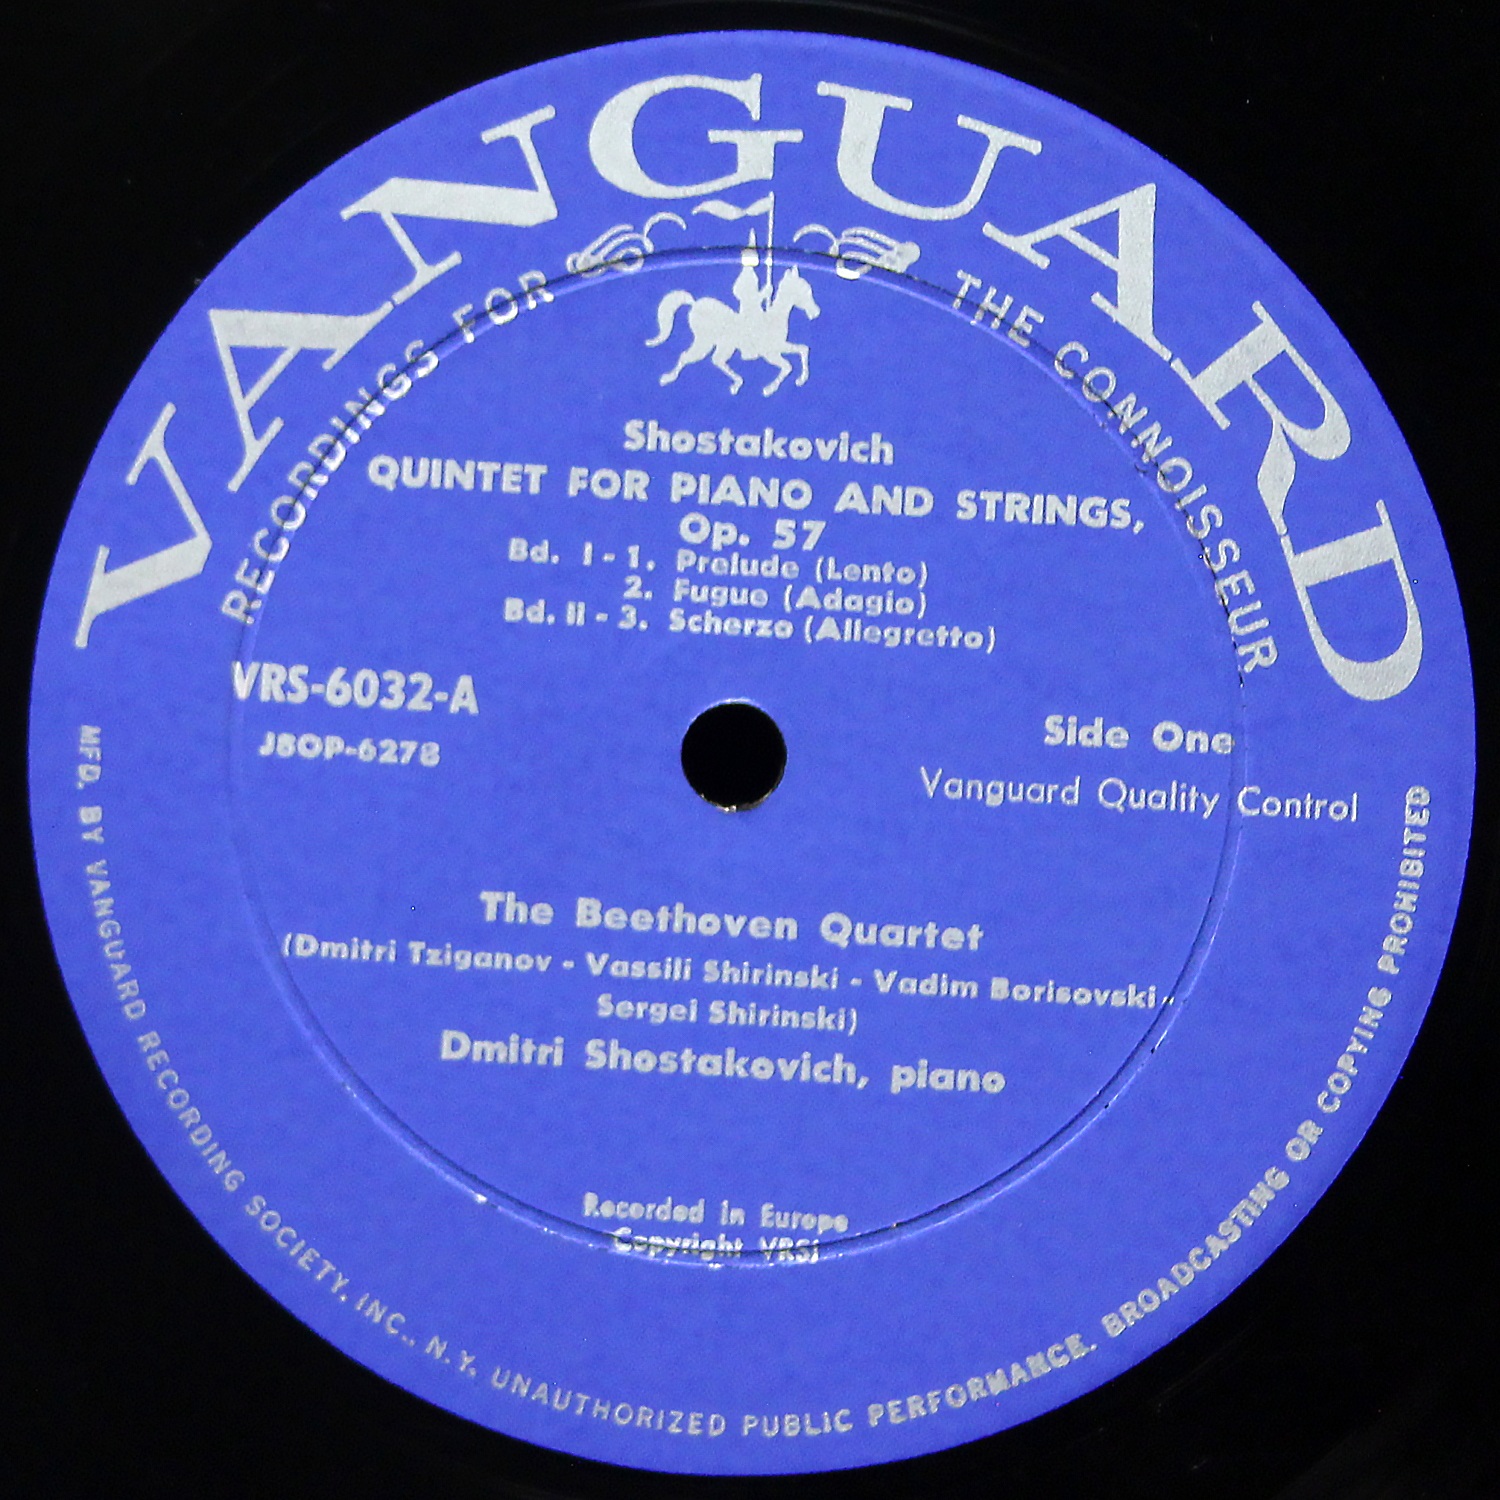 VANGUARD
RECORDINGS FOR THE CONNOISSEUR
Shostakovich
QUINTET FOR PIANO AND STRINGS,
Op. 57
Bd. I - 1. Prelude (Lento)
2. Fugue (Adagio)
Bd. II - 3. Scherzo (Allegretto)
VRS-6032-A
J8OP-6278
Side One
Vanguard Quality Control
The Beethoven Quartet
(Dmitri Tziganov - Vassili Shirinski - Vadim Borisovski -
Sergei Shirinski)
Dmitri Shostakovich, piano
Recorded in Europe
Copyright VRSI
MFD. BY VANGUARD RECORDING SOCIETY, INC., N.Y. UNAUTHORIZED PUBLIC PERFORMANCE, BROADCASTING OR COPYING PROHIBITED